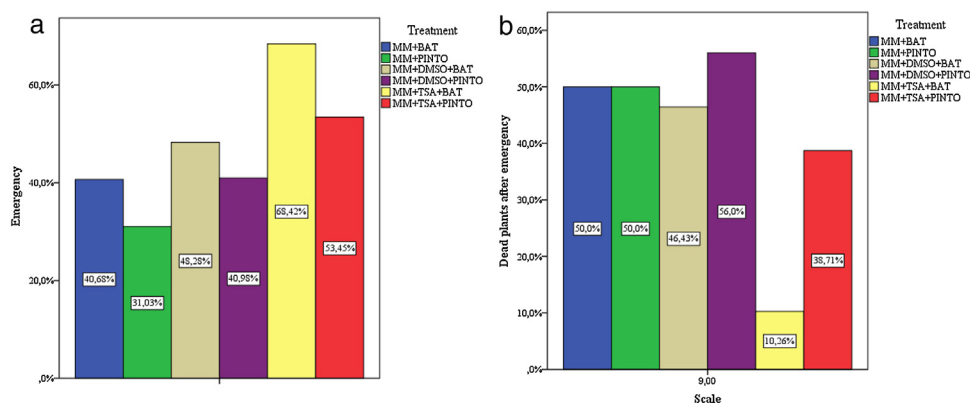 a
Treatment
MM+BAT
MM+PINTO
MM+DMSO+BAT
MM+DMSO+PINTO
MM+TSA+BAT
MM+TSA+PINTO
Emergency
60,0%
40,0%
20,0%
,0%
40,68%
31,03%
48,28%
40,98%
68,42%
53,45%
b
Treatment
MM+BAT
MM+PINTO
MM+DMSO+BAT
MM+DMSO+PINTO
MM+TSA+BAT
MM+TSA+PINTO
Dead plants after emergency
60,0%
50,0%
40,0%
30,0%
20,0%
10,0%
,0%
50,0%
50,0%
46,43%
56,0%
10,26%
38,71%
9,00
Scale